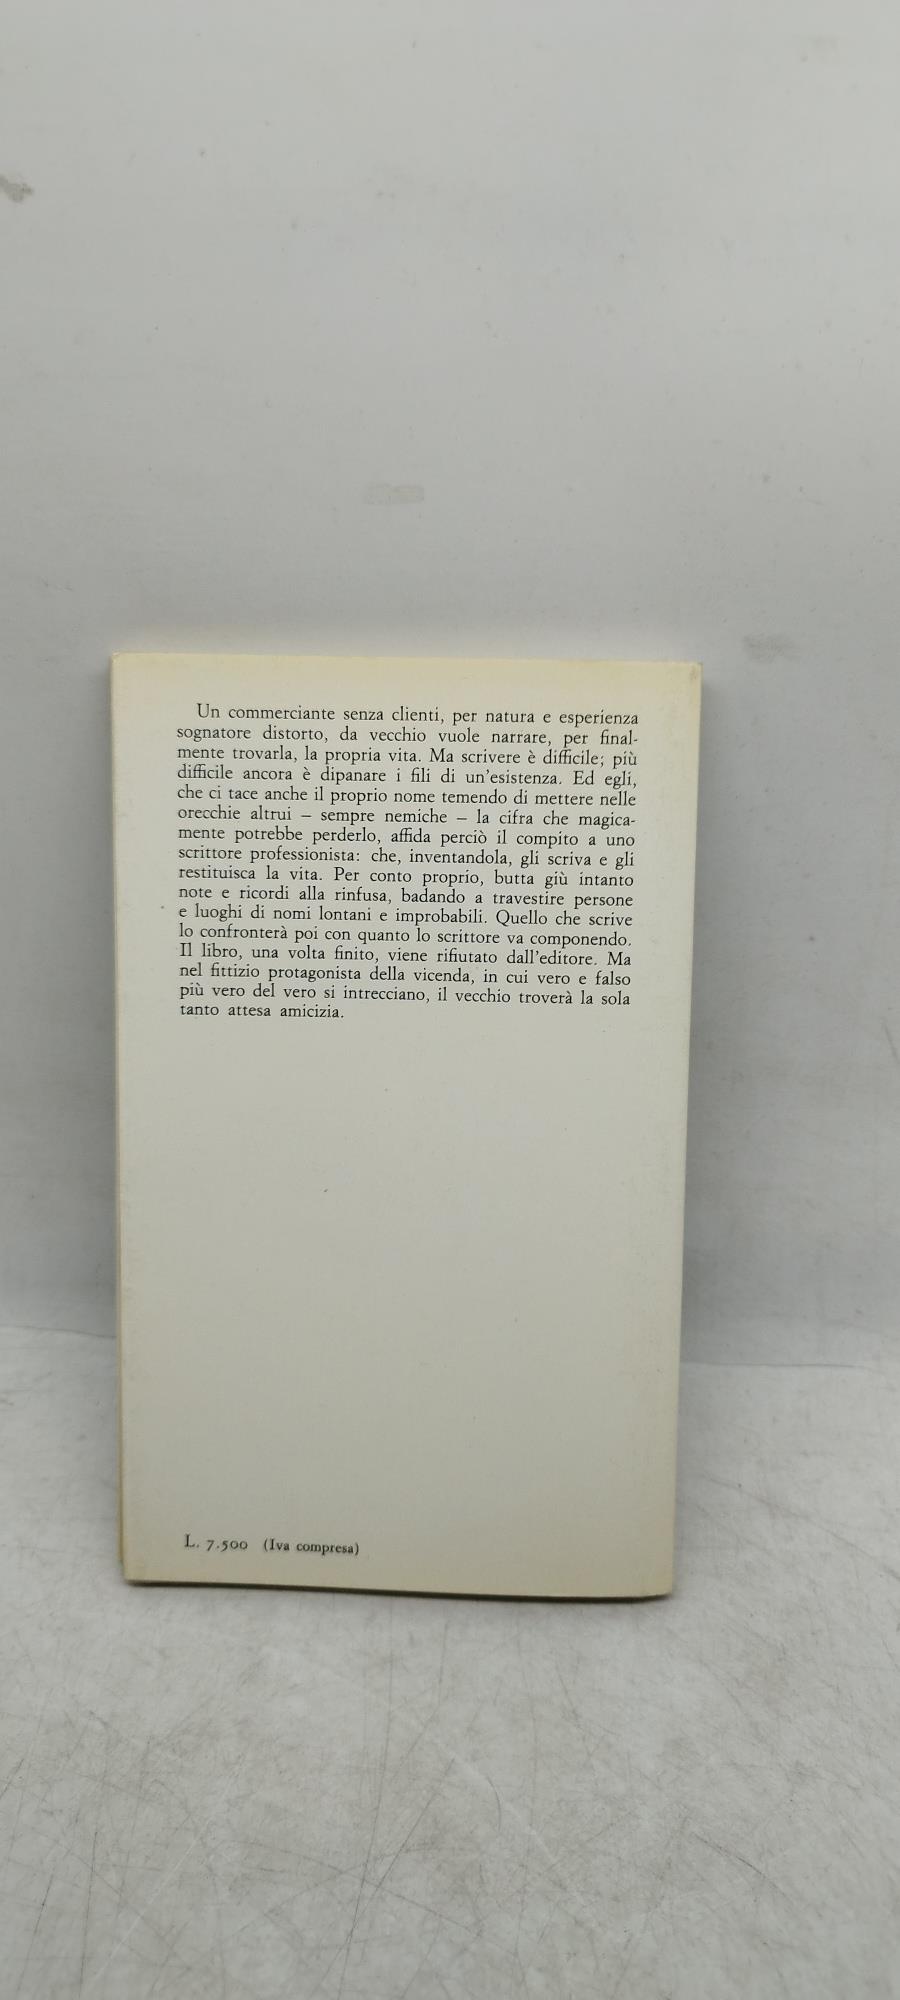 Un commerciante senza clienti, per natura e esperienza
sognatore distorto, da vecchio vuole narrare, per final-
mente trovarla, la propria vita. Ma scrivere è difficile; più
difficile ancora è dipanare i fili di un'esistenza. Ed egli,
che ci tace anche il proprio nome temendo di mettere nelle
orecchie altrui – sempre nemiche – la cifra che magica-
mente potrebbe perderlo, affida perciò il compito a uno
scrittore professionista: che, inventandola, gli scriva e gli
restituisca la vita. Per conto proprio, butta giù intanto
note e ricordi alla rinfusa, badando a travestire persone
e luoghi di nomi lontani e improbabili. Quello che scrive
lo confronterà poi con quanto lo scrittore va componendo.
Il libro, una volta finito, viene rifiutato dall'editore. Ma
nel fittizio protagonista della vicenda, in cui vero e falso
più vero del vero si intrecciano, il vecchio troverà la sola
tanto attesa amicizia.
L. 7.500 (Iva compresa)